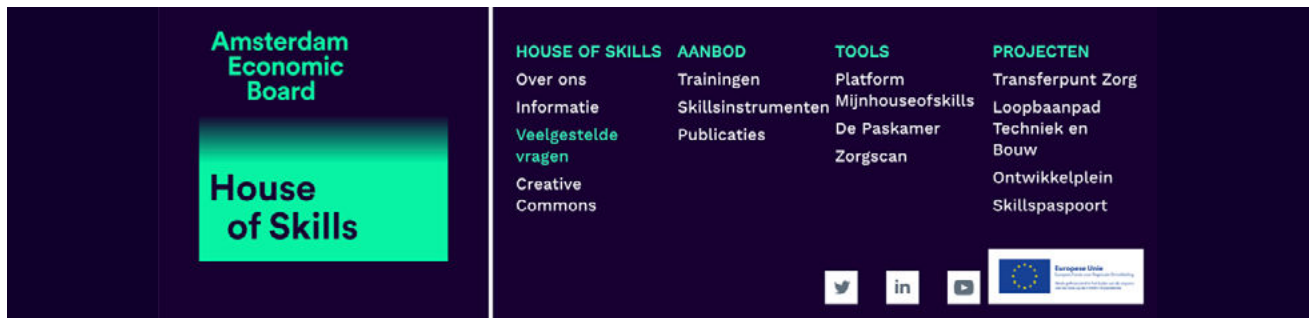 Amsterdam
Economic
Board
House
of Skills
HOUSE OF SKILLS
Over ons
Informatie
Veelgestelde
vragen
Creative
Commons
AANBOD
Trainingen
Skillsinstrumenten
Publicaties
TOOLS
Platform
Mijnhouseofskills
De Paskamer
Zorgscan
PROJECTEN
Transferpunt Zorg
Loopbaanpad
Techniek en
Bouw
Ontwikkelplein
Skillspaspoort
in
Europese Unie